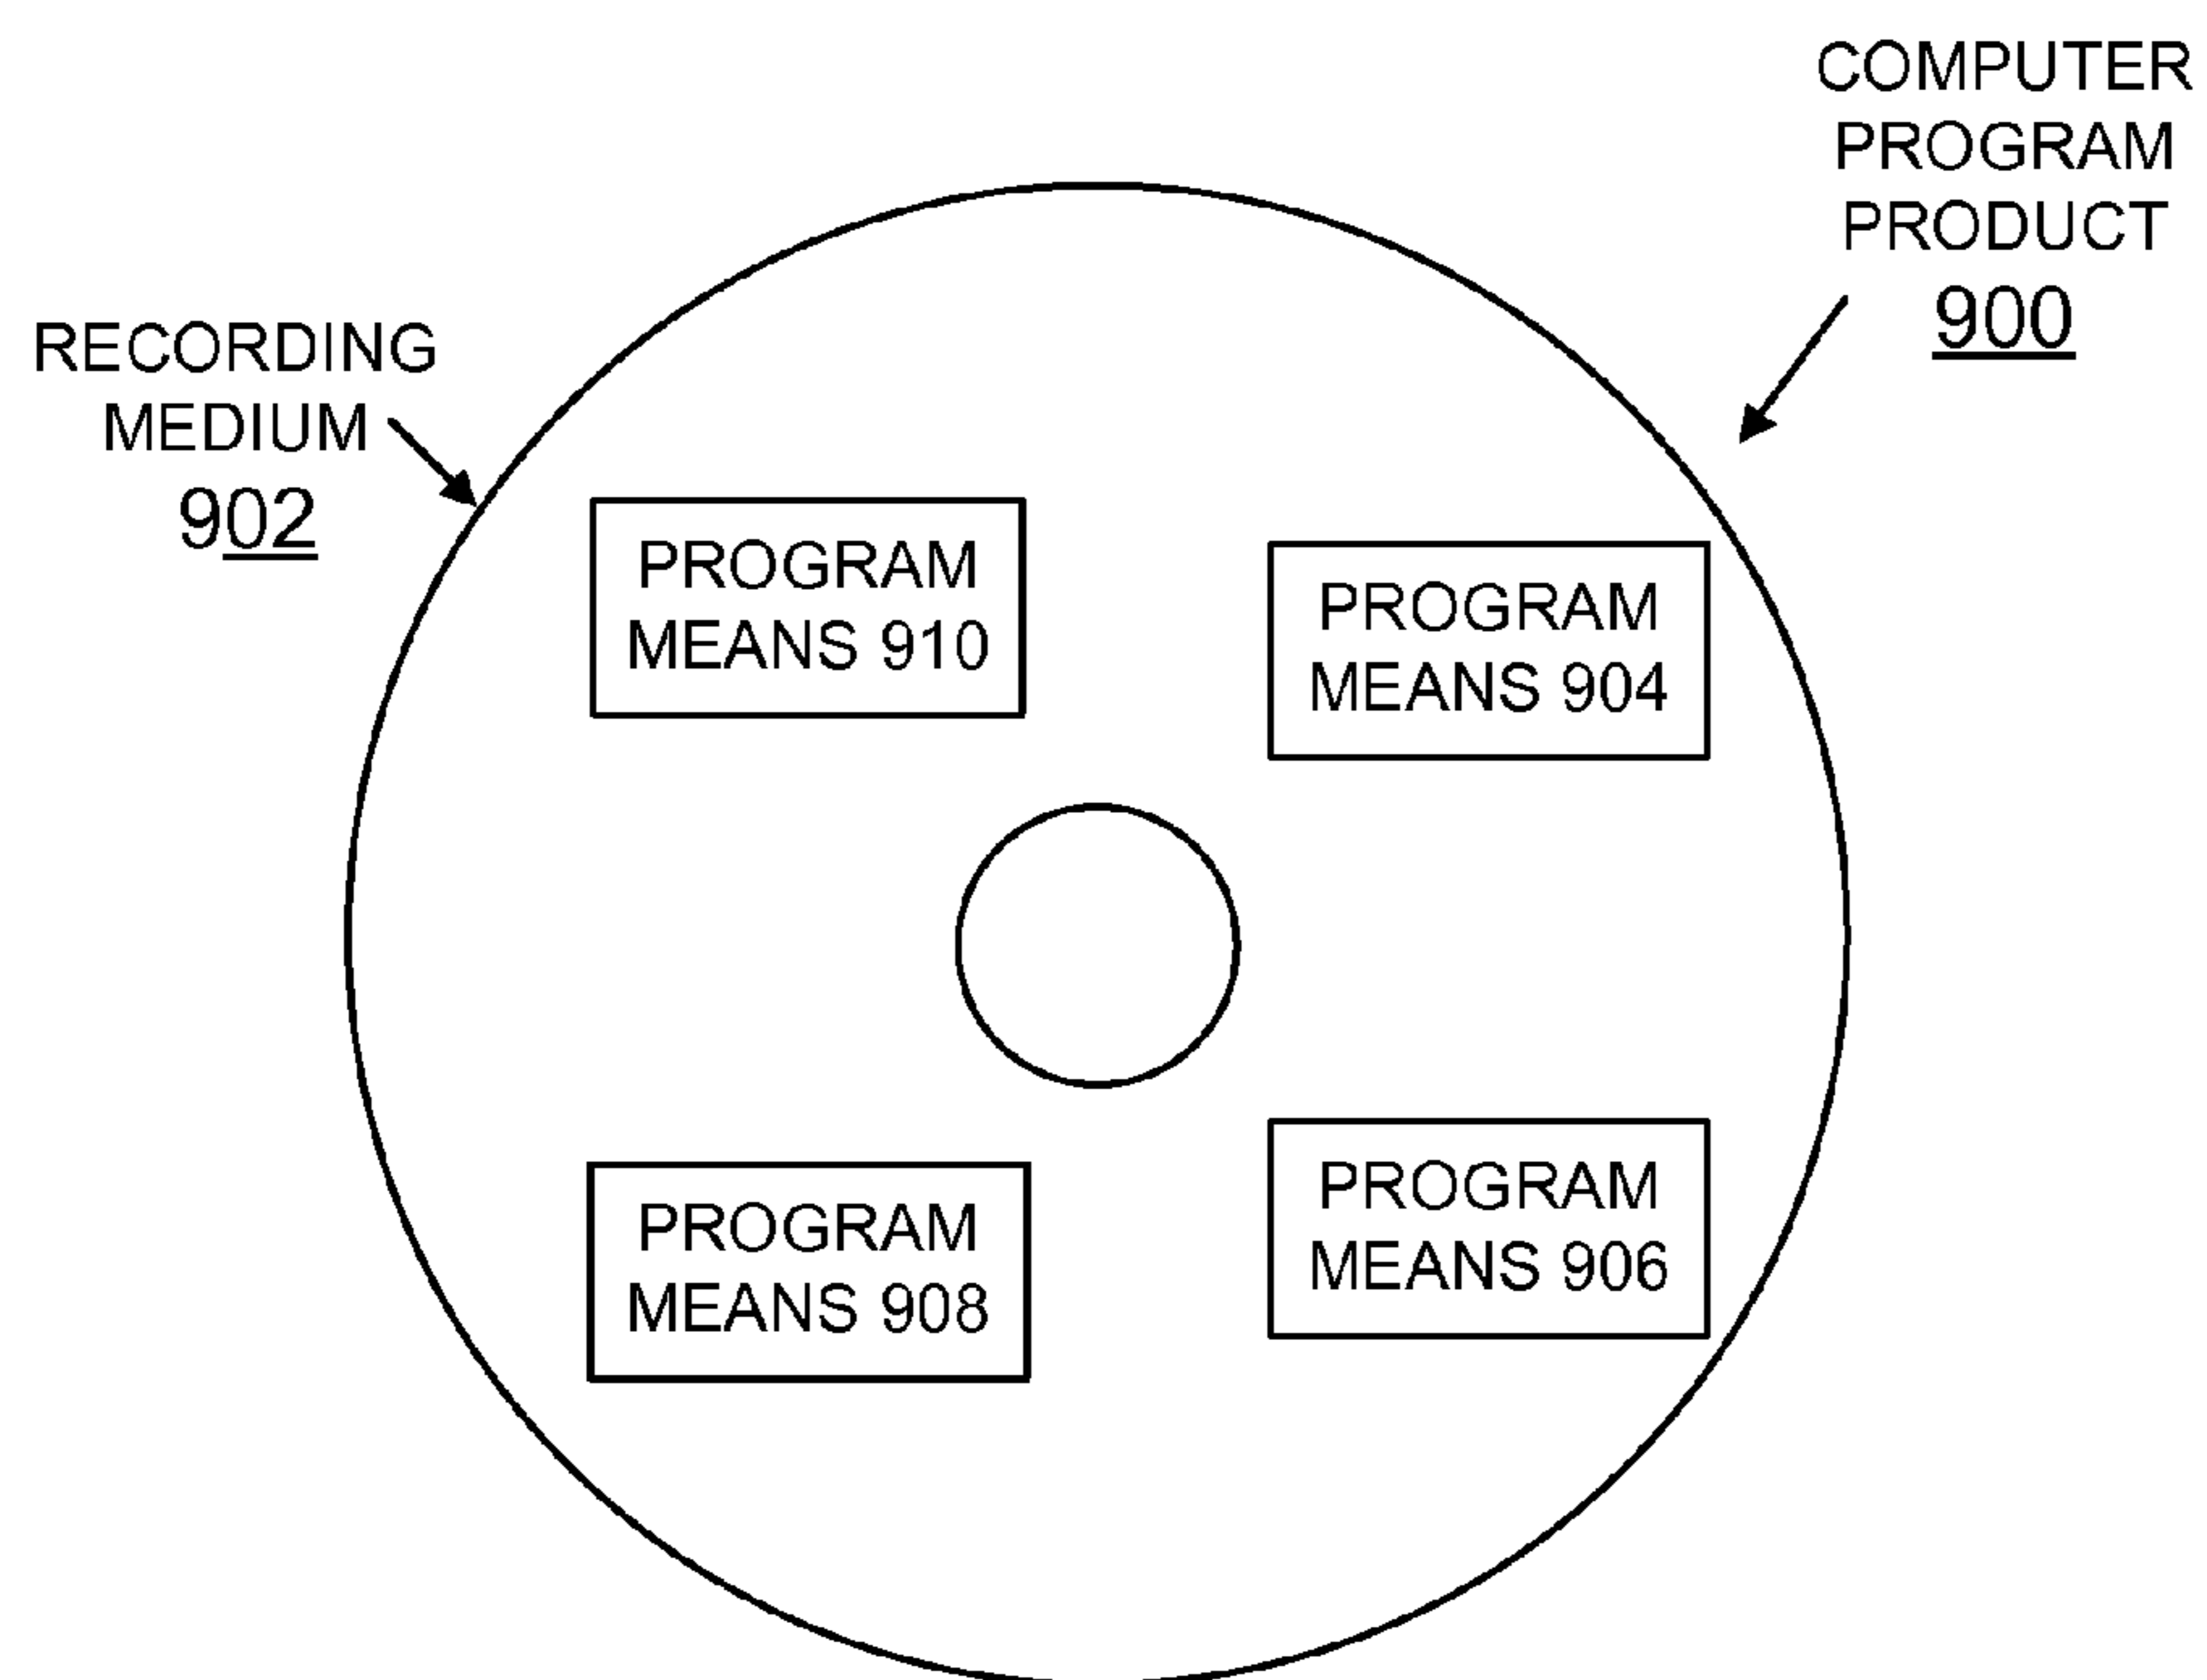 COMPUTER
PROGRAM
PRODUCT
900
RECORDING
MEDIUM
902
PROGRAM
MEANS 910
PROGRAM
MEANS 904
PROGRAM
MEANS 908
PROGRAM
MEANS 906